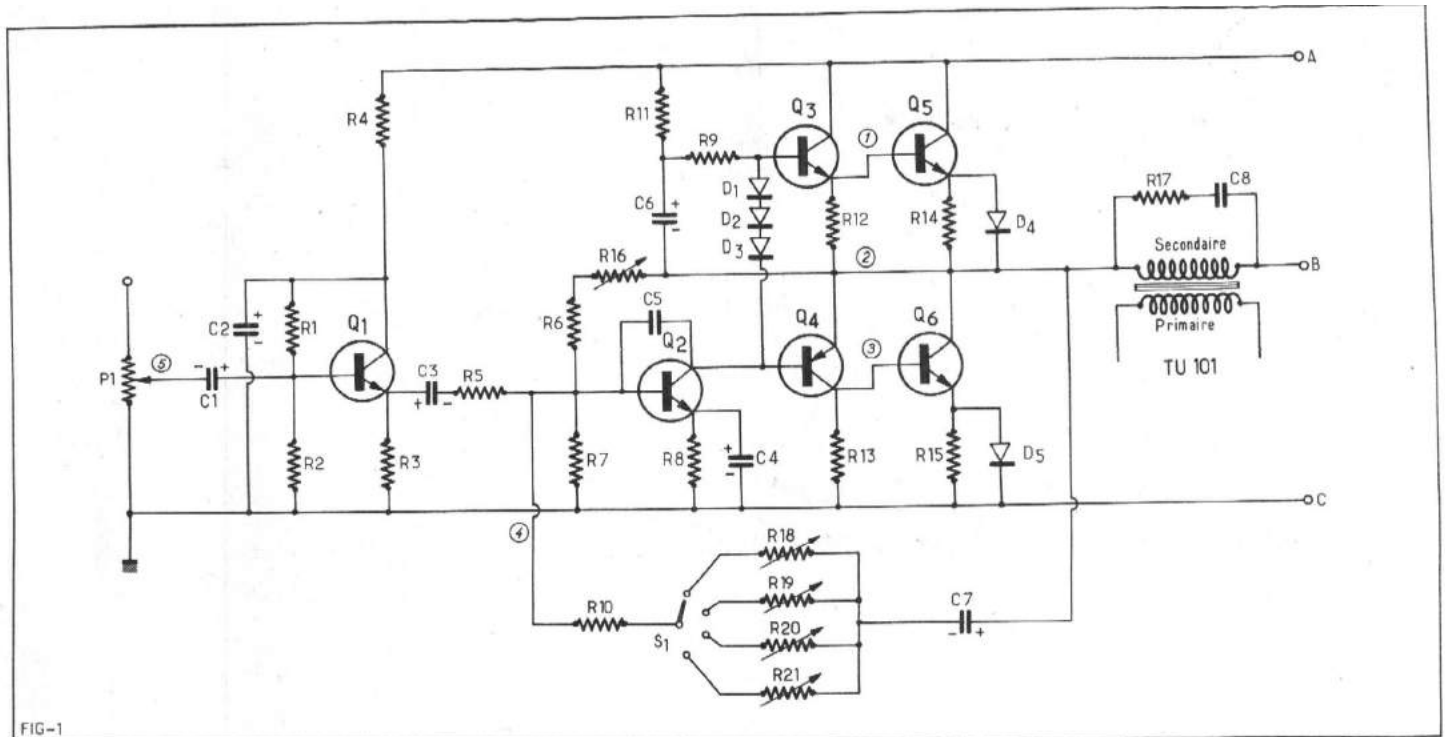 A
R4
R11
Q3
Q5
R9
①
D1
C6
D2
D3
R12
R14
D4
R17
C8
R16
②
Secondaire
B
Primaire
TU 101
C2
R1
Q1
R6
C5
Q2
Q4
③
Q6
P1
⑤
C1
C3
R5
R2
R3
R7
R8
C4
R13
R15
D5
C
④
R18
R19
R10
S1
R20
R21
C7
FIG-1
+
-
- +
+ -
+
-
+
-
- +